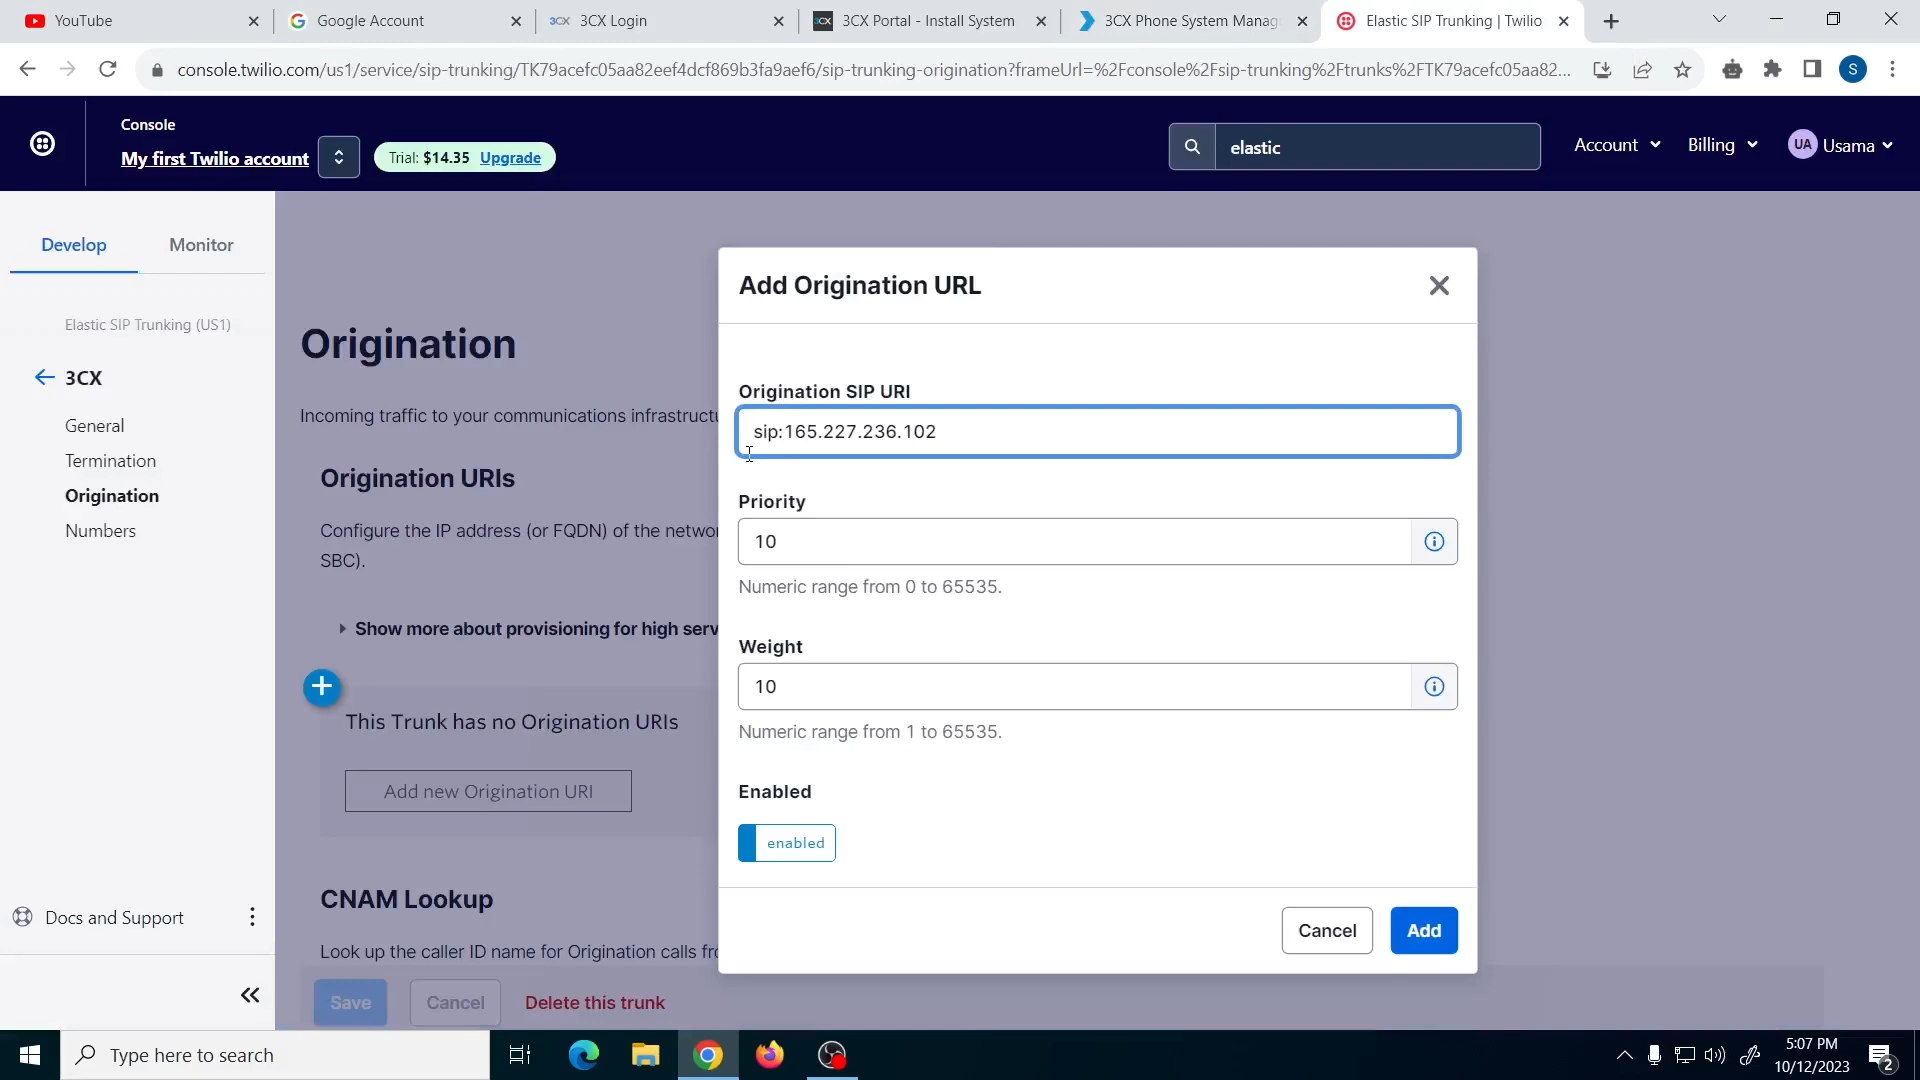 YouTube
Google Account
3CX Login
3CX Portal - Install System
3CX Phone System Manag
Elastic SIP Trunking | Twilio
console.twilio.com/us1/service/sip-trunking/TK79acefc05aa82eef4dcf869b3fa9aef6/sip-trunking-origination?frameUrl=%2Fconsole%2Fsip-trunking%2Ftrunks%2FTK79acefc05aa82...
S
Console
My first Twilio account
Trial: $14.35 Upgrade
elastic
Account
Billing
UA Usama
Develop
Monitor
Elastic SIP Trunking (US1)
3CX
General
Termination
Origination
Numbers
Docs and Support
Origination
Incoming traffic to your communications infrastructu
Origination URIs
Configure the IP address (or FQDN) of the networ
SBC).
Show more about provisioning for high serv
This Trunk has no Origination URIs
Add new Origination URI
CNAM Lookup
Look up the caller ID name for Origination calls fro
Save
Cancel
Delete this trunk
Add Origination URL
Origination SIP URI
sip:165.227.236.102
Priority
10
Numeric range from 0 to 65535.
Weight
10
Numeric range from 1 to 65535.
Enabled
enabled
Cancel
Add
Type here to search
5:07 PM
10/12/2023
2